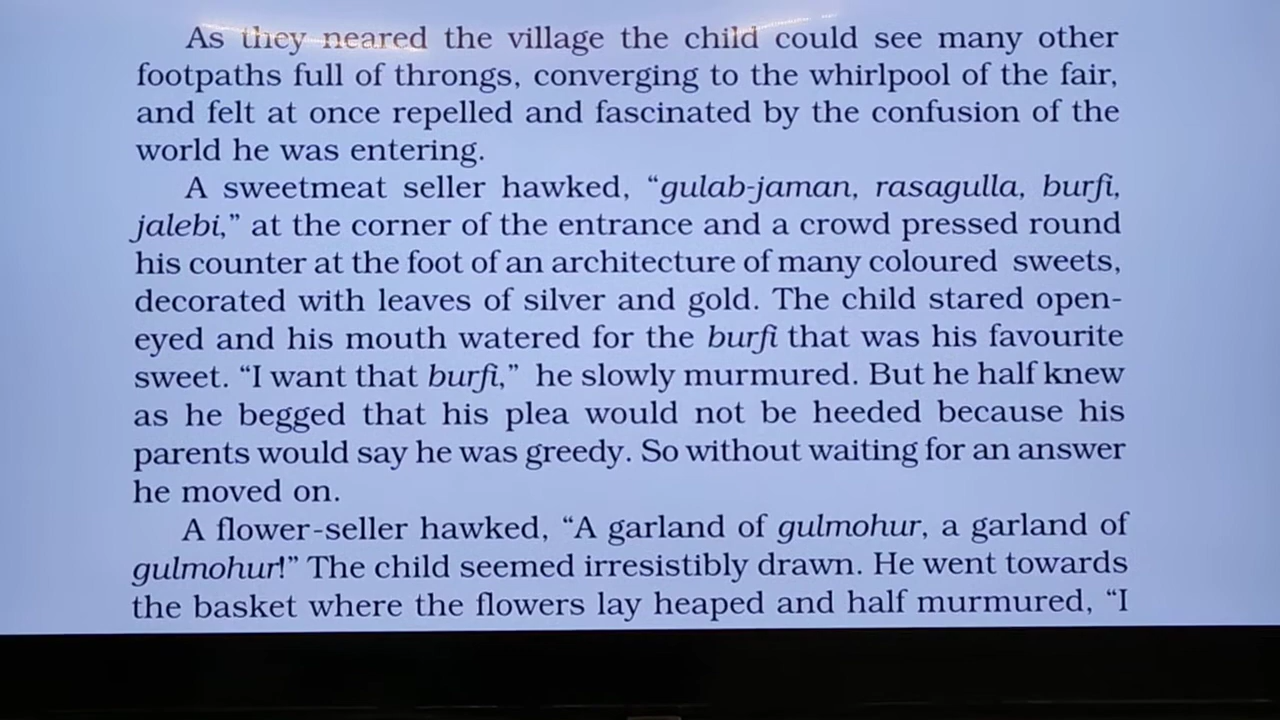 As they neared the village the child could see many other
footpaths full of throngs, converging to the whirlpool of the fair,
and felt at once repelled and fascinated by the confusion of the
world he was entering.
A sweetmeat seller hawked, “gulab-jaman, rasagulla, burfi,
jalebi,” at the corner of the entrance and a crowd pressed round
his counter at the foot of an architecture of many coloured sweets,
decorated with leaves of silver and gold. The child stared open-
eyed and his mouth watered for the burfi that was his favourite
sweet. “I want that burfi,” he slowly murmured. But he half knew
as he begged that his plea would not be heeded because his
parents would say he was greedy. So without waiting for an answer
he moved on.
A flower-seller hawked, “A garland of gulmohur, a garland of
gulmohur!” The child seemed irresistibly drawn. He went towards
the basket where the flowers lay heaped and half murmured, “I